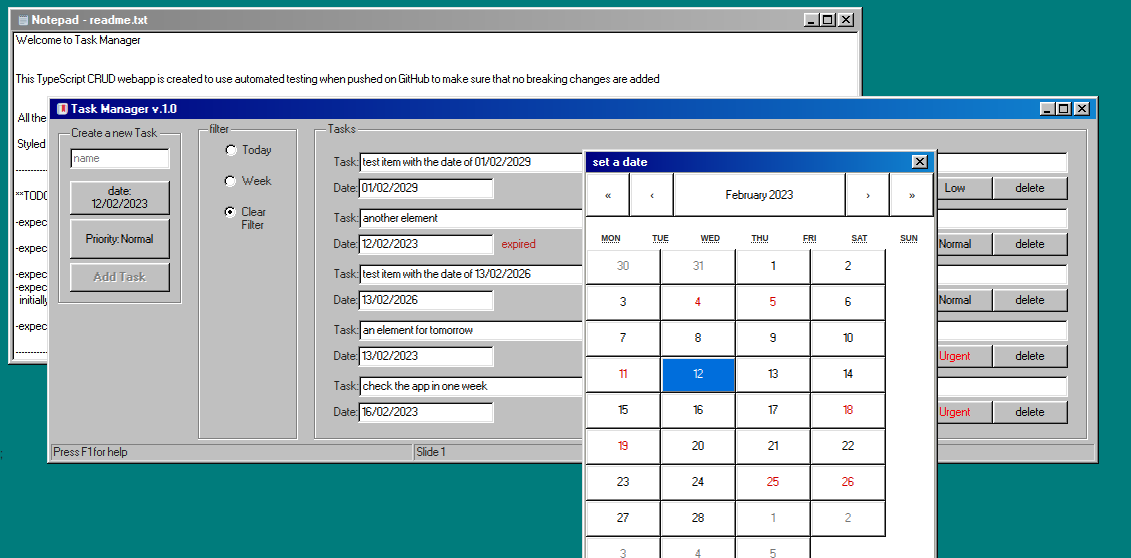 Notepad - readme.txt
Welcome to Task Manager
This TypeScript CRUD webapp is created to use automated testing when pushed on GitHub to make sure that no breaking changes are added
All the
Styled
**TODO
-expec
-expec
-expec
-expec
initially
-expec
Task Manager v.1.0
Create a new Task
name
date:
12/02/2023
Priority: Normal
Add Task
filter
Today
Week
Clear
Filter
Tasks
Task: test item with the date of 01/02/2029
Date: 01/02/2029
Low delete
Task: another element
Date: 12/02/2023 expired
Normal delete
Task: test item with the date of 13/02/2026
Date: 13/02/2026
Normal delete
Task: an element for tomorrow
Date: 13/02/2023
Urgent delete
Task: check the app in one week
Date: 16/02/2023
Urgent delete
set a date
« ‹ February 2023 › »
MON TUE WED THU FRI SAT SUN
30 31 1 2
3 4 5 6
7 8 9 10
11 12 13 14
15 16 17 18
19 20 21 22
23 24 25 26
27 28 1 2
3 4 5
Press F1 for help
Slide 1
;